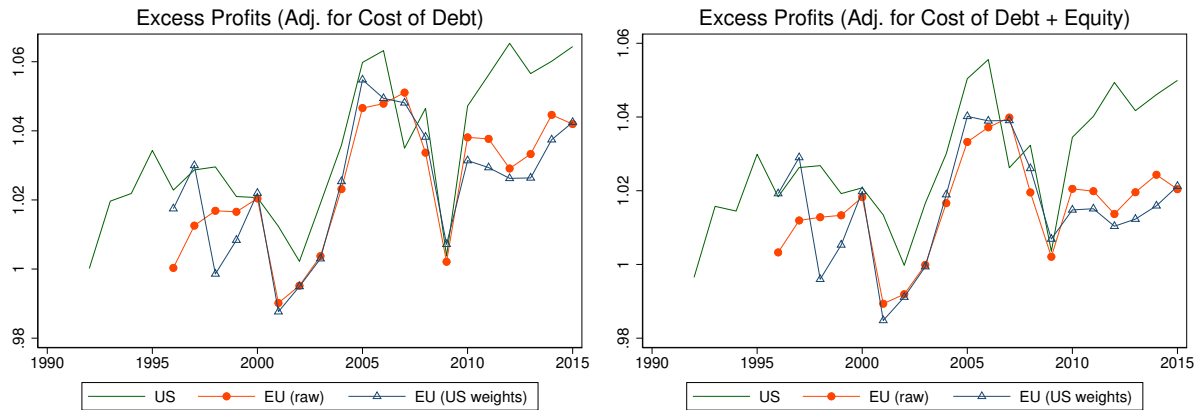 Excess Profits (Adj. for Cost of Debt)
1.06
1.04
1.02
1
.98
1990 1995 2000 2005 2010 2015
US EU (raw) EU (US weights)
Excess Profits (Adj. for Cost of Debt + Equity)
1.06
1.04
1.02
1
.98
1990 1995 2000 2005 2010 2015
US EU (raw) EU (US weights)